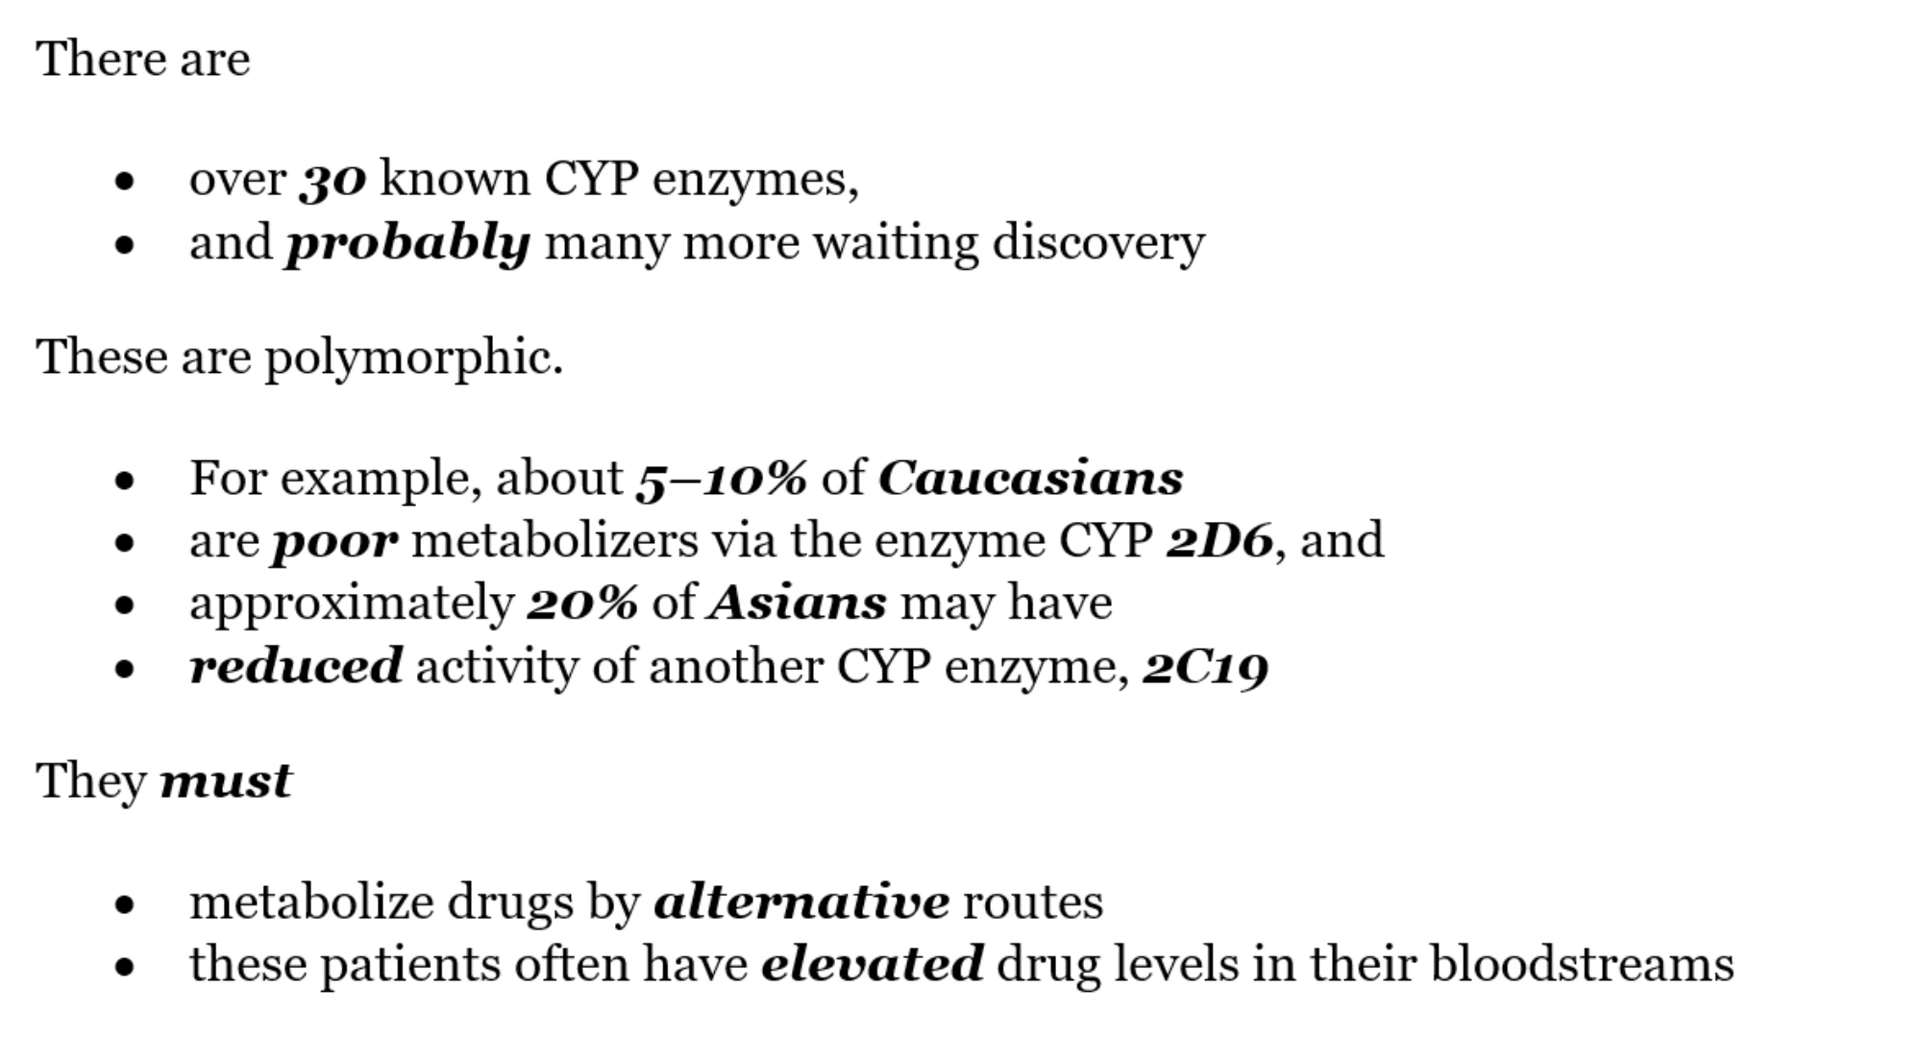 There are
• over 30 known CYP enzymes,
• and probably many more waiting discovery
These are polymorphic.
• For example, about 5–10% of Caucasians
• are poor metabolizers via the enzyme CYP 2D6, and
• approximately 20% of Asians may have
• reduced activity of another CYP enzyme, 2C19
They must
• metabolize drugs by alternative routes
• these patients often have elevated drug levels in their bloodstreams